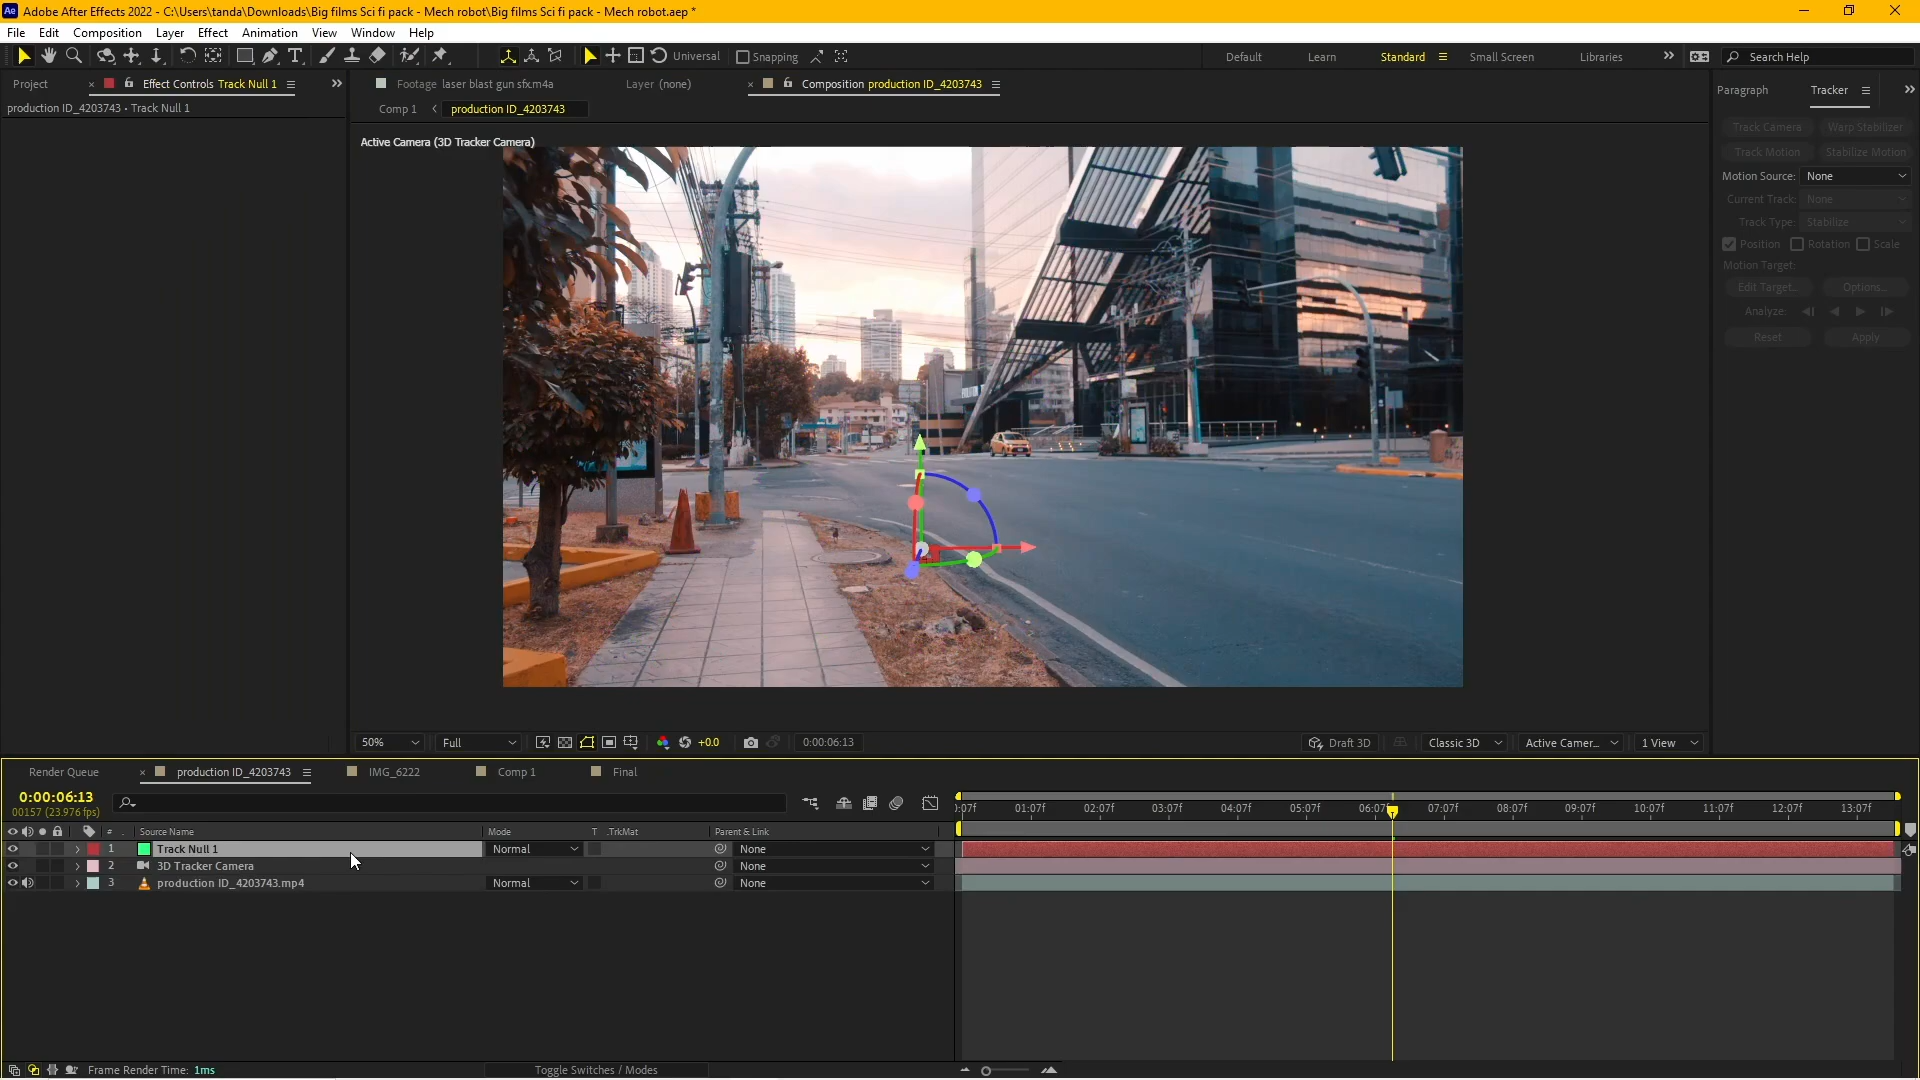 Ae Adobe After Effects 2022 - C:\Users\tanda\Downloads\Big films Sci fi pack - Mech robot\Big films Sci fi pack - Mech robot.aep *
File Edit Composition Layer Effect Animation View Window Help
T Universal Snapping Default Learn Standard Small Screen Libraries Search Help
Project × Effect Controls Track Null 1 Footage laser blast gun sfx.m4a Layer (none) × Composition production ID_4203743 Paragraph Tracker
production ID_4203743 • Track Null 1 Comp 1 production ID_4203743
Active Camera (3D Tracker Camera)
Track Camera Warp Stabilizer
Track Motion Stabilize Motion
Motion Source: None
Current Track: None
Track Type: Stabilize
Position Rotation Scale
Motion Target:
Edit Target... Options...
Analyze:
Reset Apply
50% Full +0.0 0:00:06:13 Draft 3D Classic 3D Active Camer... 1 View
Render Queue × production ID_4203743 IMG_6222 Comp 1 Final
0:00:06:13
00157 (23.976 fps)
):07f 01:07f 02:07f 03:07f 04:07f 05:07f 06:07f 07:07f 08:07f 09:07f 10:07f 11:07f 12:07f 13:07f
# . Source Name Mode T .TrkMat Parent & Link
1 Track Null 1 Normal None
2 3D Tracker Camera None
3 production ID_4203743.mp4 Normal None
Frame Render Time: 1ms Toggle Switches / Modes